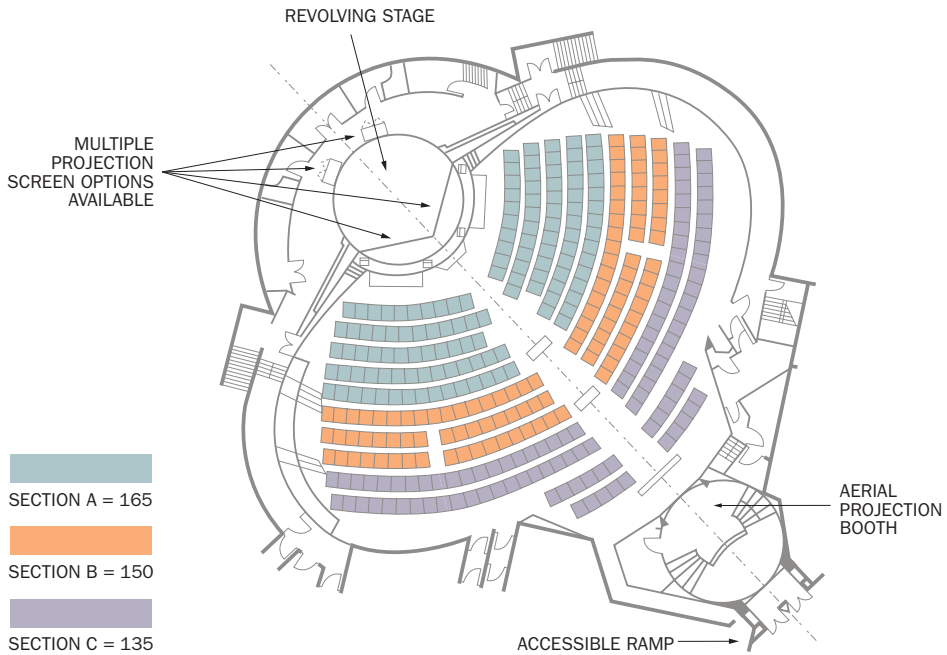 REVOLVING STAGE
MULTIPLE
PROJECTION
SCREEN OPTIONS
AVAILABLE
SECTION A = 165
SECTION B = 150
SECTION C = 135
AERIAL
PROJECTION
BOOTH
ACCESSIBLE RAMP